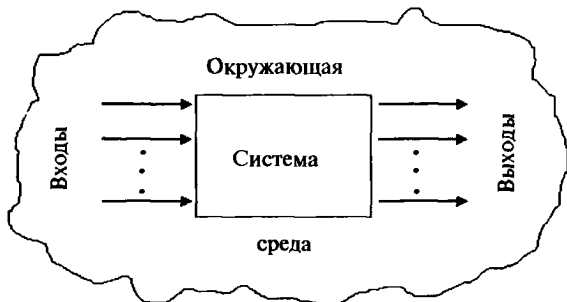 Окружающая
Входы
Система
Выходы
среда